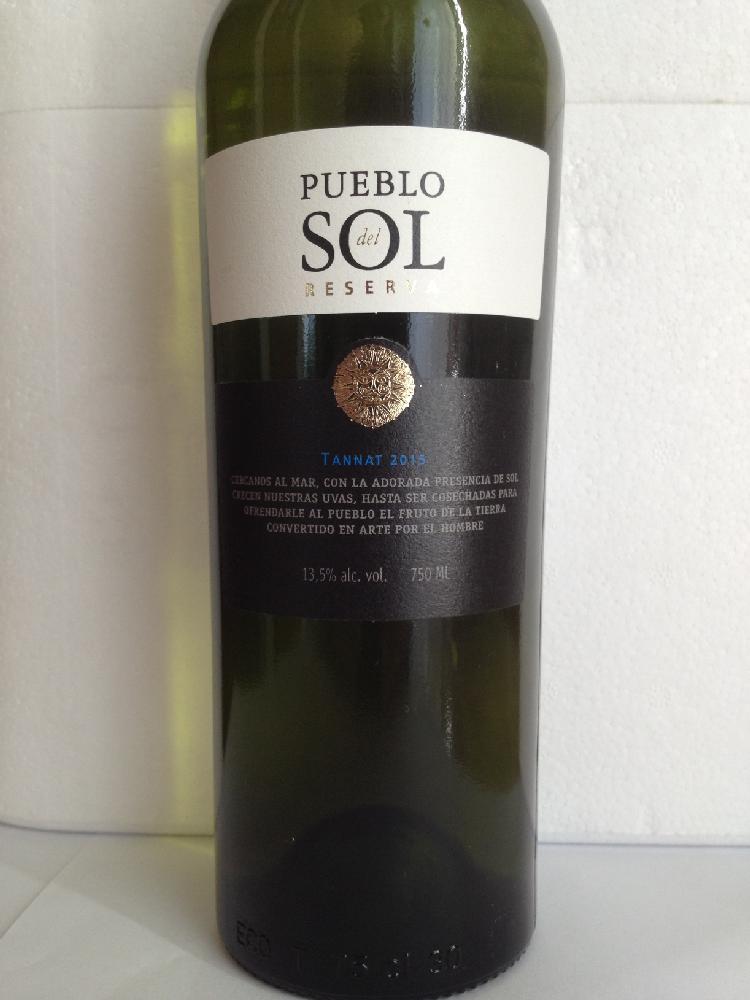 PUEBLO
del
SOL
RESERVA
TANNAT 2015
CERCANOS AL MAR, CON LA ADORADA PRESENCIA DE SOL
CRECEN NUESTRAS UVAS, HASTA SER COSECHADAS PARA
OFRENDARLE AL PUEBLO EL FRUTO DE LA TIERRA
CONVERTIDO EN ARTE POR EL HOMBRE
13,5% alc. vol. 750 ML
ECO